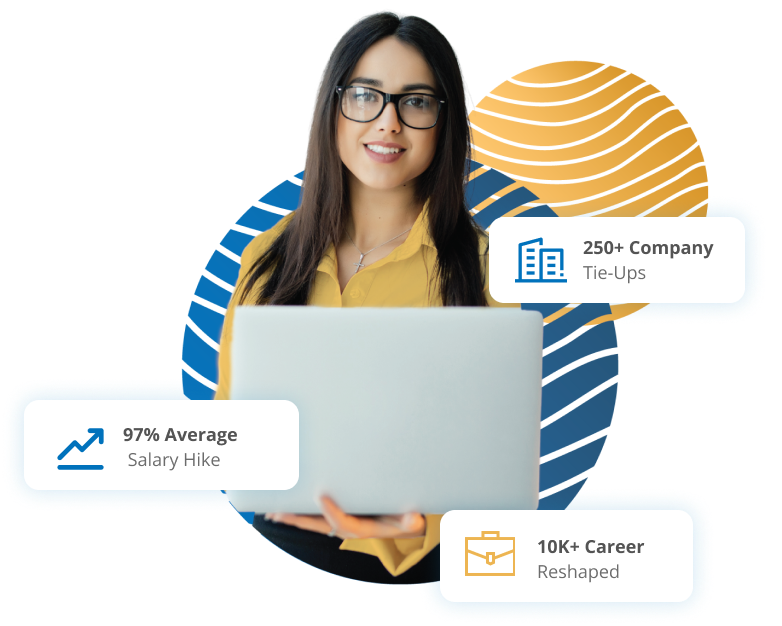 250+ Company
Tie-Ups
97% Average
Salary Hike
10K+ Career
Reshaped